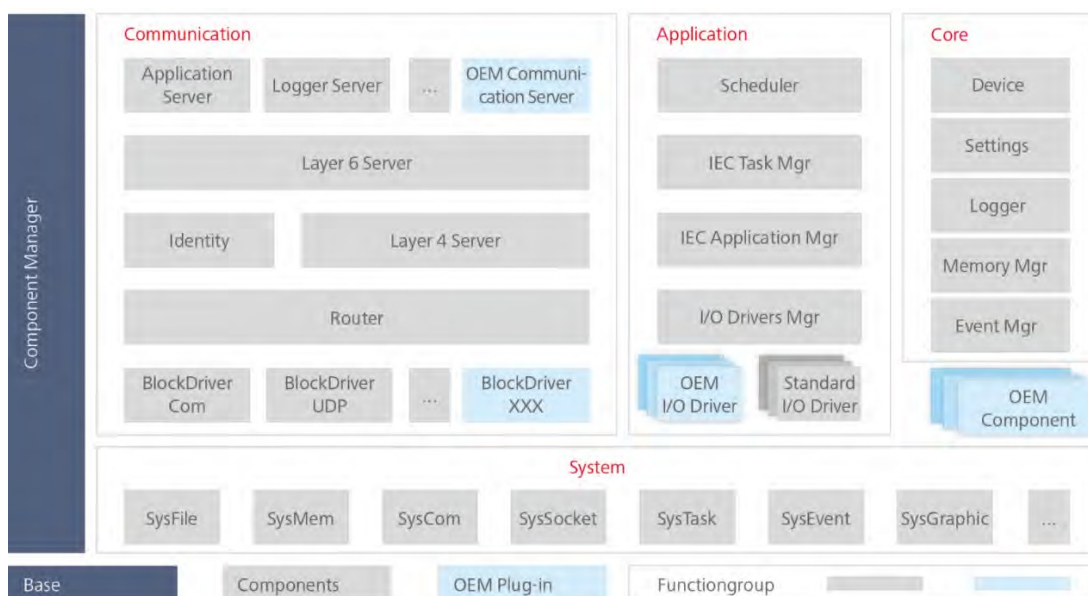 Component Manager
Communication
Application
Server
Logger Server
...
OEM Communi-
cation Server
Layer 6 Server
Identity
Layer 4 Server
Router
BlockDriver
Com
BlockDriver
UDP
...
BlockDriver
XXX
Application
Scheduler
IEC Task Mgr
IEC Application Mgr
I/O Drivers Mgr
OEM
I/O Driver
Standard
I/O Driver
Core
Device
Settings
Logger
Memory Mgr
Event Mgr
OEM
Component
System
SysFile
SysMem
SysCom
SysSocket
SysTask
SysEvent
SysGraphic
...
Base
Components
OEM Plug-in
Functiongroup